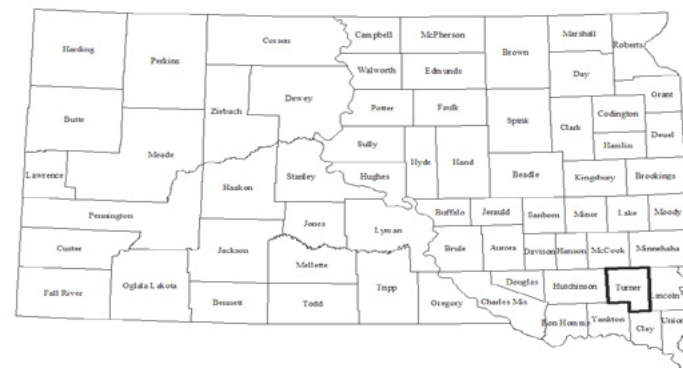 Harding
Perkins
Corson
Campbell
McPherson
Brown
Marshall
Roberts
Walworth
Edmunds
Day
Grant
Butte
Ziebach
Dewey
Potter
Faulk
Spink
Clark
Codington
Hamlin
Deuel
Lawrence
Meade
Sully
Hyde
Hand
Beadle
Kingsbury
Brookings
Haakon
Stanley
Hughes
Pennington
Jones
Lyman
Buffalo
Jerauld
Sanborn
Miner
Lake
Moody
Custer
Jackson
Brule
Aurora
Davison
Hanson
McCook
Minnehaha
Mellette
Fall River
Oglala Lakota
Bennett
Todd
Tripp
Gregory
Charles Mix
Douglas
Hutchinson
Turner
Lincoln
Bon Homme
Yankton
Clay
Union